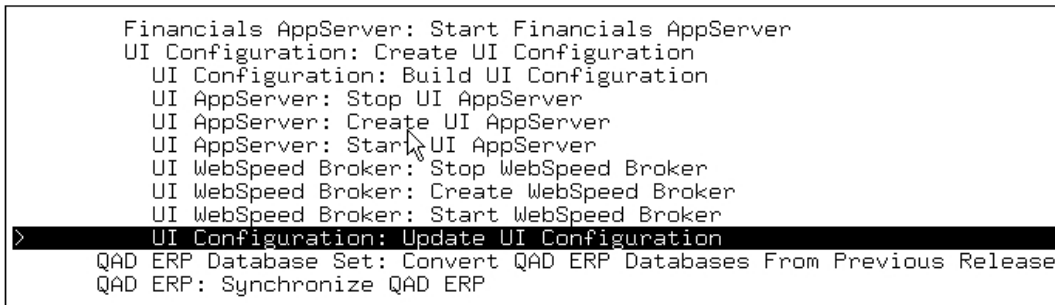 Financials AppServer: Start Financials AppServer
UI Configuration: Create UI Configuration
UI Configuration: Build UI Configuration
UI AppServer: Stop UI AppServer
UI AppServer: Create UI AppServer
UI AppServer: Start UI AppServer
UI WebSpeed Broker: Stop WebSpeed Broker
UI WebSpeed Broker: Create WebSpeed Broker
UI WebSpeed Broker: Start WebSpeed Broker
> UI Configuration: Update UI Configuration
QAD ERP Database Set: Convert QAD ERP Databases From Previous Release
QAD ERP: Synchronize QAD ERP